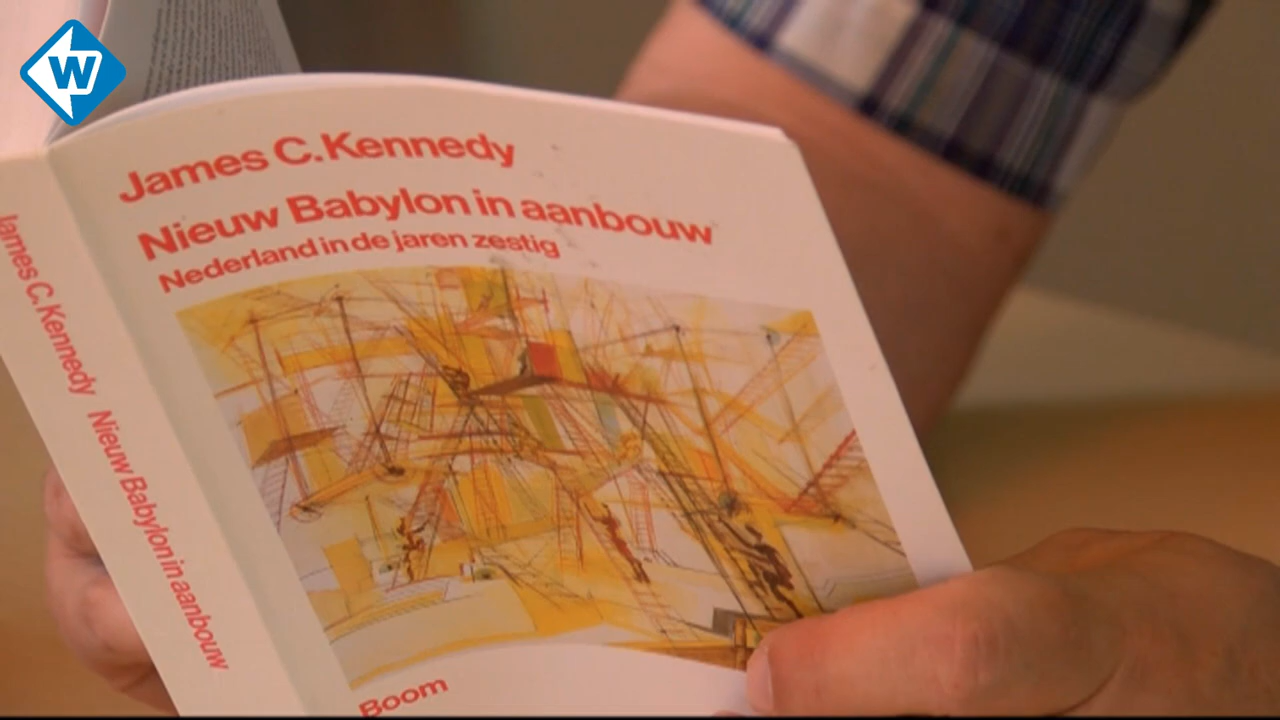 W
James C. Kennedy
Nieuw Babylon in aanbouw
Nederland in de jaren zestig
Boom
James C. Kennedy Nieuw Babylon in aanbouw